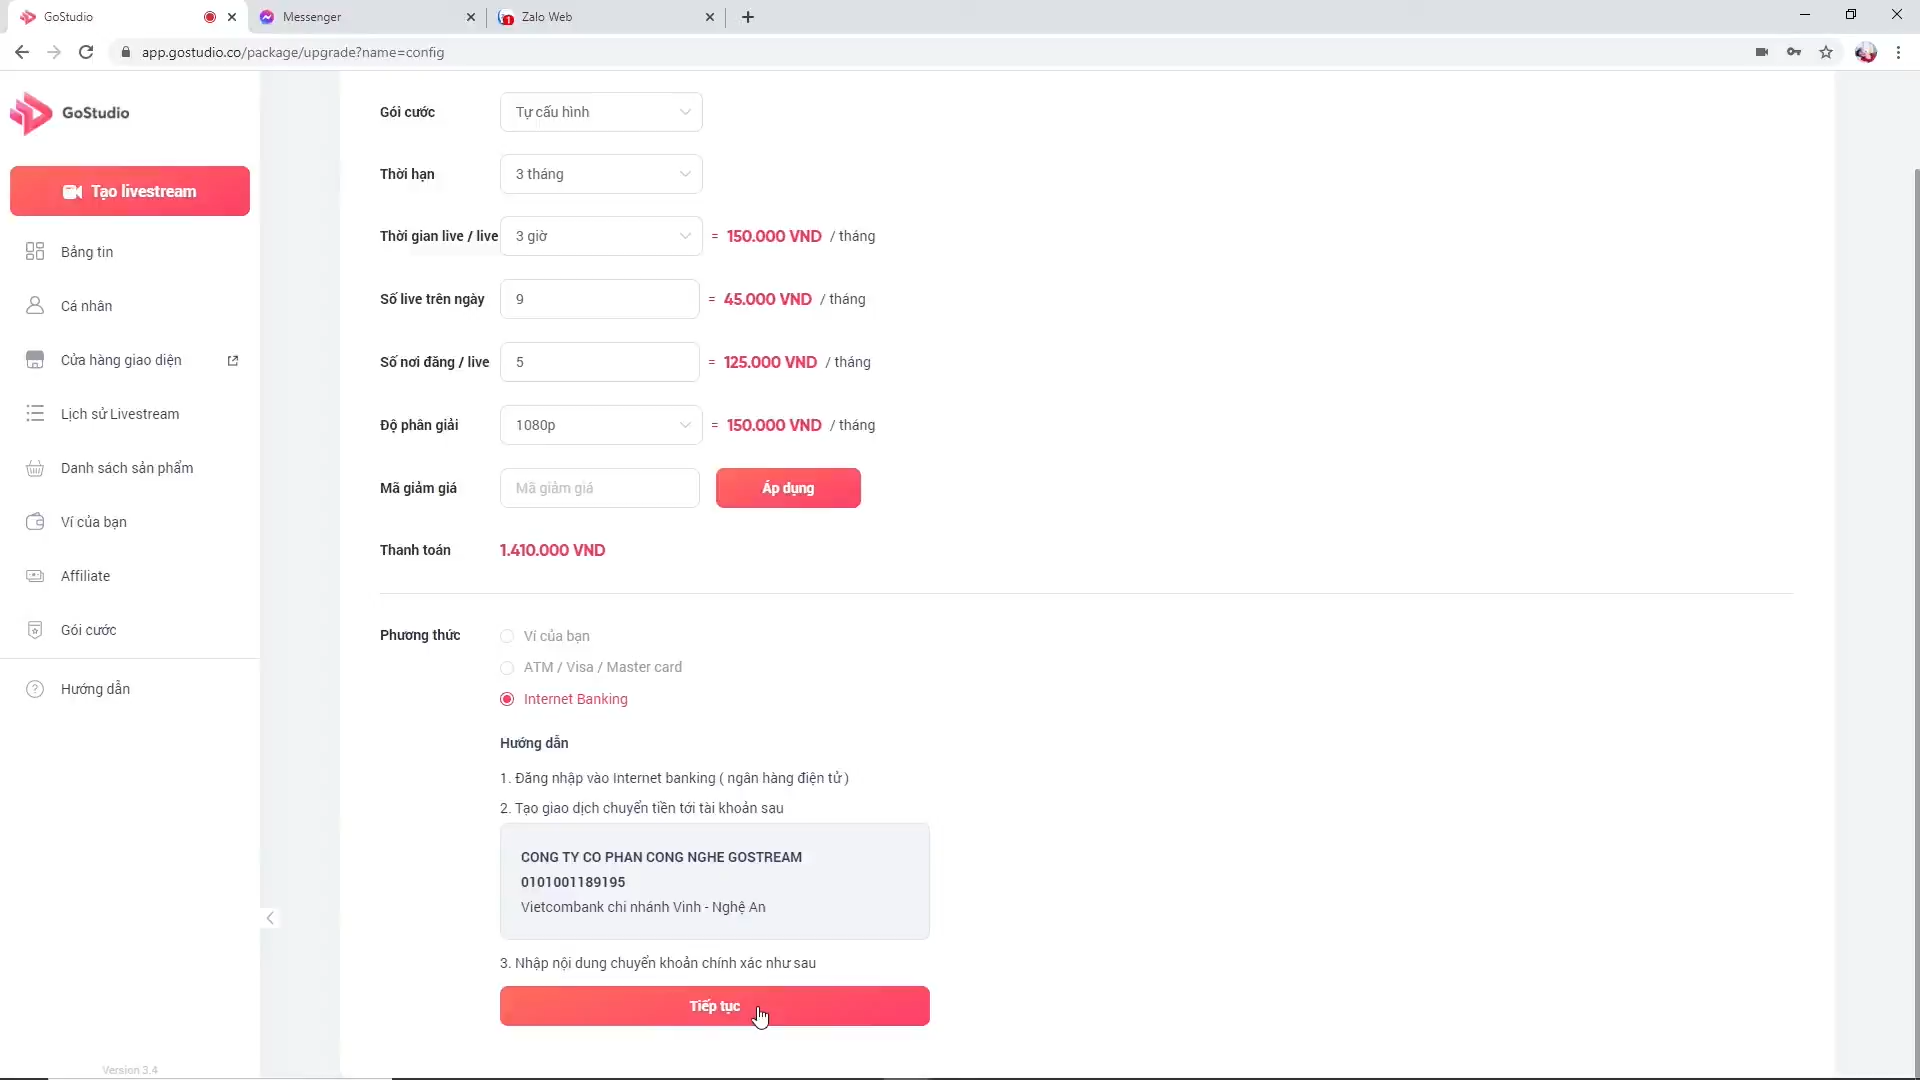 GoStudio
Messenger
1
Zalo Web
app.gostudio.co/package/upgrade?name=config
GoStudio
Tạo livestream
Bảng tin
Cá nhân
Cửa hàng giao diện
Lịch sử Livestream
Danh sách sản phẩm
Ví của bạn
Affiliate
Gói cước
? Hướng dẫn
Version 3.4
Gói cước Tự cấu hình
Thời hạn 3 tháng
Thời gian live / live 3 giờ = 150.000 VND / tháng
Số live trên ngày 9 = 45.000 VND / tháng
Số nơi đăng / live 5 = 125.000 VND / tháng
Độ phân giải 1080p = 150.000 VND / tháng
Mã giảm giá Mã giảm giá Áp dụng
Thanh toán 1.410.000 VND
Phương thức Ví của bạn
ATM / Visa / Master card
Internet Banking
Hướng dẫn
1. Đăng nhập vào Internet banking ( ngân hàng điện tử )
2. Tạo giao dịch chuyển tiền tới tài khoản sau
CONG TY CO PHAN CONG NGHE GOSTREAM
0101001189195
Vietcombank chi nhánh Vinh - Nghệ An
3. Nhập nội dung chuyển khoản chính xác như sau
Tiếp tục